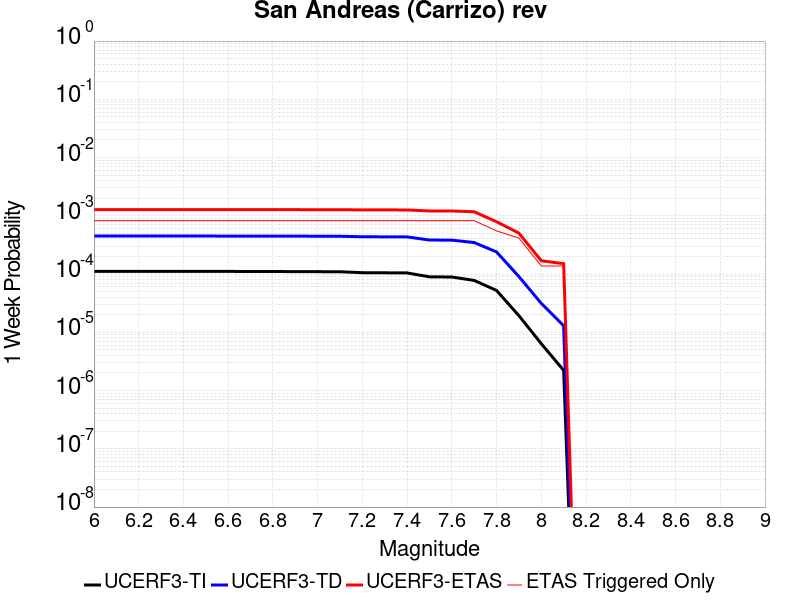 San Andreas (Carrizo) rev
10^0
10^-1
10^-2
10^-3
10^-4
10^-5
10^-6
10^-7
10^-8
1 Week Probability
6 6.2 6.4 6.6 6.8 7 7.2 7.4 7.6 7.8 8 8.2 8.4 8.6 8.8 9
Magnitude
UCERF3-TI UCERF3-TD UCERF3-ETAS ETAS Triggered Only